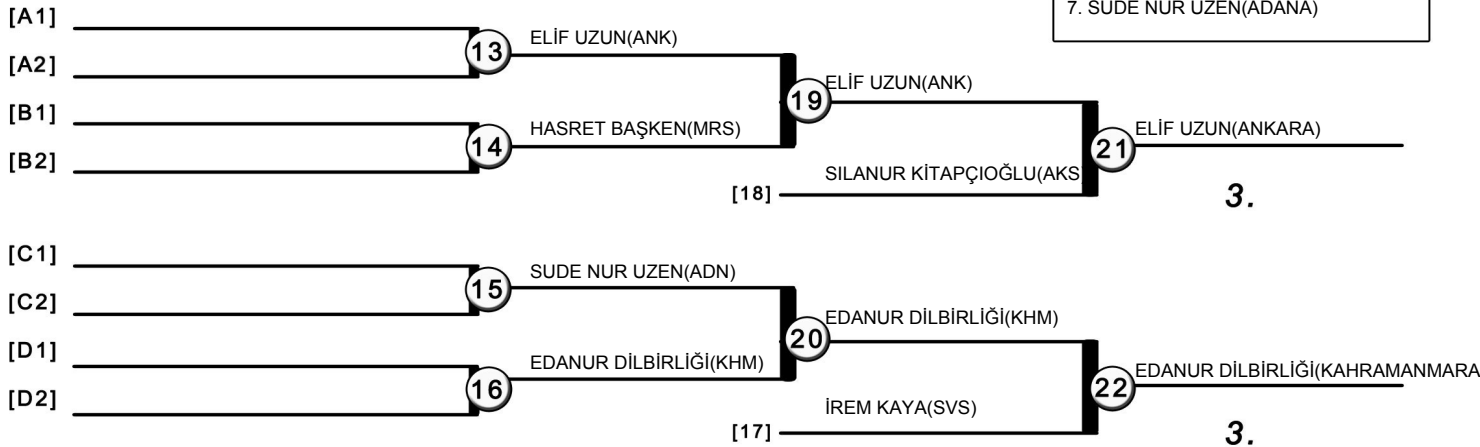 7. SUDE NUR UZEN(ADANA)
[A1]
13
ELİF UZUN(ANK)
[A2]
19
ELİF UZUN(ANK)
[B1]
14
HASRET BAŞKEN(MRS)
21
ELİF UZUN(ANKARA)
[B2]
SILANUR KİTAPÇIOĞLU(AKS
[18]
3.
[C1]
15
SUDE NUR UZEN(ADN)
[C2]
20
EDANUR DİLBİRLİĞİ(KHM)
[D1]
16
EDANUR DİLBİRLİĞİ(KHM)
22
EDANUR DİLBİRLİĞİ(KAHRAMANMARA
[D2]
İREM KAYA(SVS)
[17]
3.